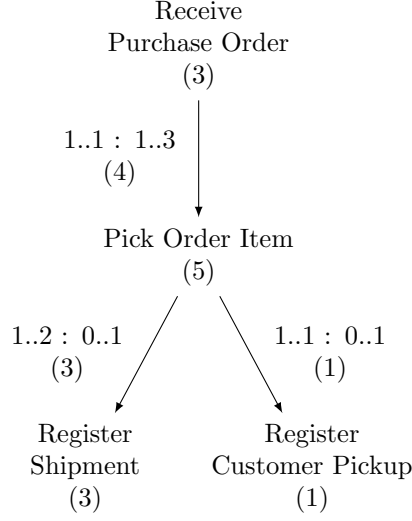 Receive
Purchase Order
(3)
1..1 : 1..3
(4)
Pick Order Item
(5)
1..2 : 0..1
(3)
1..1 : 0..1
(1)
Register
Shipment
(3)
Register
Customer Pickup
(1)